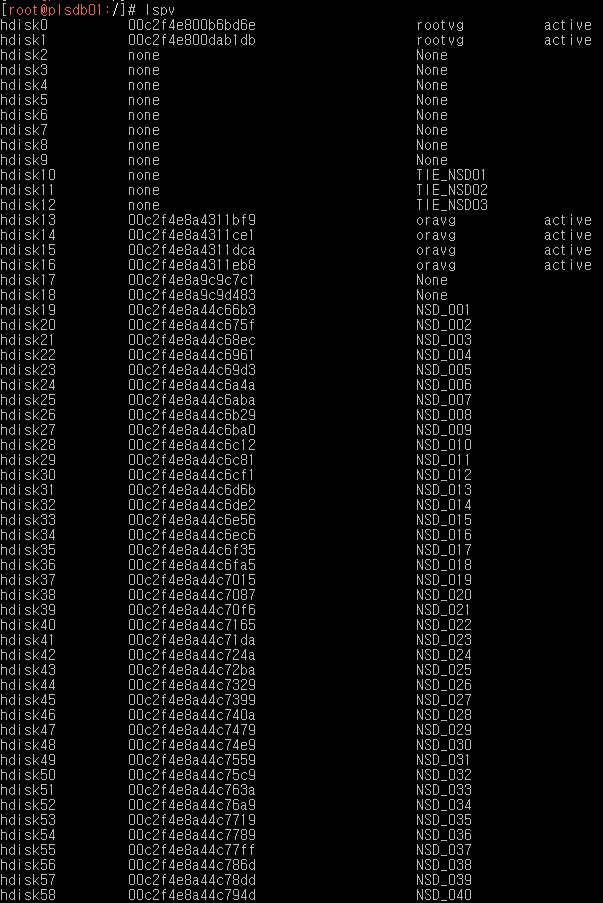 [root@plsdb01:/]# lspv
hdisk0 00c2f4e800b6bd6e rootvg active
hdisk1 00c2f4e800dab1db rootvg active
hdisk2 none None
hdisk3 none None
hdisk4 none None
hdisk5 none None
hdisk6 none None
hdisk7 none None
hdisk8 none None
hdisk9 none None
hdisk10 none TIE_NSD01
hdisk11 none TIE_NSD02
hdisk12 none TIE_NSD03
hdisk13 00c2f4e8a4311bf9 oravg active
hdisk14 00c2f4e8a4311ce1 oravg active
hdisk15 00c2f4e8a4311dca oravg active
hdisk16 00c2f4e8a4311eb8 oravg active
hdisk17 00c2f4e8a9c9c7c1 None
hdisk18 00c2f4e8a9c9d483 None
hdisk19 00c2f4e8a44c66b3 NSD_001
hdisk20 00c2f4e8a44c675f NSD_002
hdisk21 00c2f4e8a44c68ec NSD_003
hdisk22 00c2f4e8a44c6961 NSD_004
hdisk23 00c2f4e8a44c69d3 NSD_005
hdisk24 00c2f4e8a44c6a4a NSD_006
hdisk25 00c2f4e8a44c6aba NSD_007
hdisk26 00c2f4e8a44c6b29 NSD_008
hdisk27 00c2f4e8a44c6ba0 NSD_009
hdisk28 00c2f4e8a44c6c12 NSD_010
hdisk29 00c2f4e8a44c6c81 NSD_011
hdisk30 00c2f4e8a44c6cf1 NSD_012
hdisk31 00c2f4e8a44c6d6b NSD_013
hdisk32 00c2f4e8a44c6de2 NSD_014
hdisk33 00c2f4e8a44c6e56 NSD_015
hdisk34 00c2f4e8a44c6ec6 NSD_016
hdisk35 00c2f4e8a44c6f35 NSD_017
hdisk36 00c2f4e8a44c6fa5 NSD_018
hdisk37 00c2f4e8a44c7015 NSD_019
hdisk38 00c2f4e8a44c7087 NSD_020
hdisk39 00c2f4e8a44c70f6 NSD_021
hdisk40 00c2f4e8a44c7165 NSD_022
hdisk41 00c2f4e8a44c71da NSD_023
hdisk42 00c2f4e8a44c724a NSD_024
hdisk43 00c2f4e8a44c72ba NSD_025
hdisk44 00c2f4e8a44c7329 NSD_026
hdisk45 00c2f4e8a44c7399 NSD_027
hdisk46 00c2f4e8a44c740a NSD_028
hdisk47 00c2f4e8a44c7479 NSD_029
hdisk48 00c2f4e8a44c74e9 NSD_030
hdisk49 00c2f4e8a44c7559 NSD_031
hdisk50 00c2f4e8a44c75c9 NSD_032
hdisk51 00c2f4e8a44c763a NSD_033
hdisk52 00c2f4e8a44c76a9 NSD_034
hdisk53 00c2f4e8a44c7719 NSD_035
hdisk54 00c2f4e8a44c7789 NSD_036
hdisk55 00c2f4e8a44c77ff NSD_037
hdisk56 00c2f4e8a44c786d NSD_038
hdisk57 00c2f4e8a44c78dd NSD_039
hdisk58 00c2f4e8a44c794d NSD_040